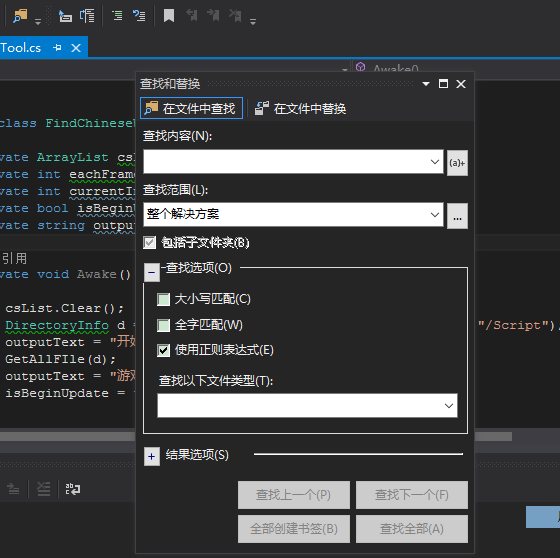 Tool.cs
Awake()
查找和替换
在文件中查找 在文件中替换
查找内容(N):
(a)+
查找范围(L):
整个解决方案
...
包括子文件夹(B)
查找选项(O)
大小写匹配(C)
全字匹配(W)
使用正则表达式(E)
查找以下文件类型(T):
结果选项(S)
查找上一个(P) 查找下一个(F)
全部创建书签(B) 查找全部(A)
class FindChinese
vate ArrayList cs
vate int eachFram
vate int currentI
vate bool isBegin
vate string outpu
引用
vate void Awake()
csList.Clear();
DirectoryInfo d = "/Script")
outputText = "开
GetAllFIle(d);
outputText = "游
isBeginUpdate =